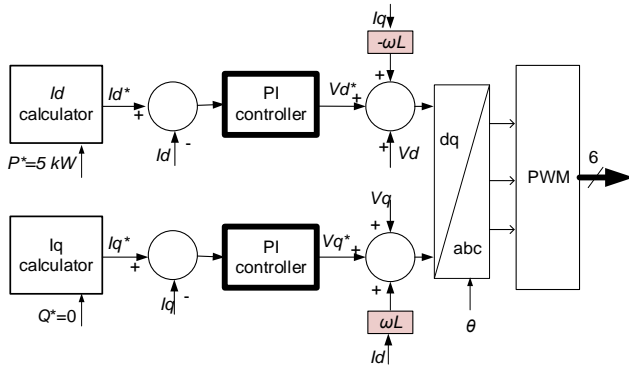 Iq
-ωL
Id
calculator
Id*
+
-
Id
P*=5 kW
PI
controller
Vd*
+
+
+
Vd
dq
abc
θ
PWM
6
Iq
calculator
Iq*
+
-
Iq
Q*=0
PI
controller
Vq*
Vq
+
+
+
ωL
Id